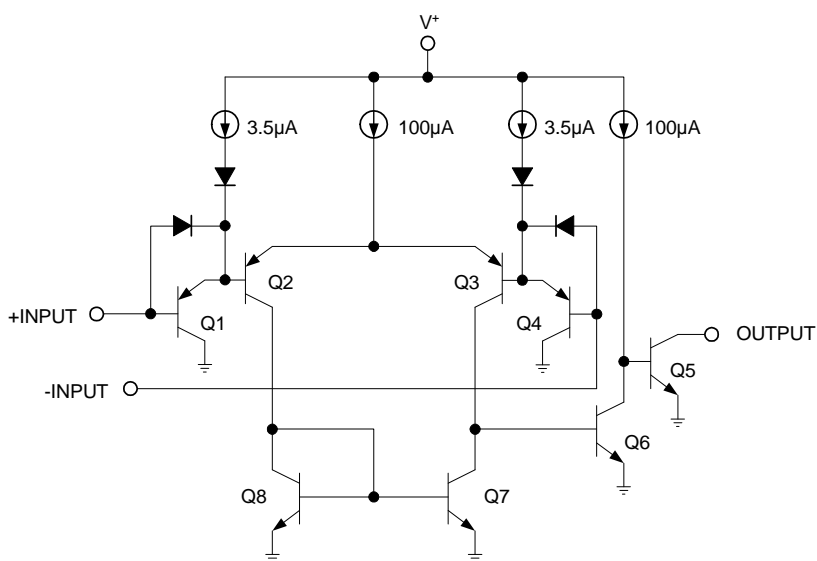 V+
3.5µA
100µA
3.5µA
100µA
Q2
Q3
+INPUT
Q1
Q4
OUTPUT
Q5
-INPUT
Q6
Q8
Q7